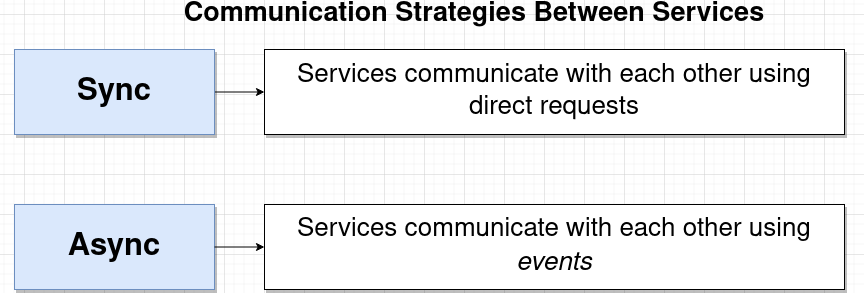 Communication Strategies Between Services
Sync
Services communicate with each other using
direct requests
Async
Services communicate with each other using
events